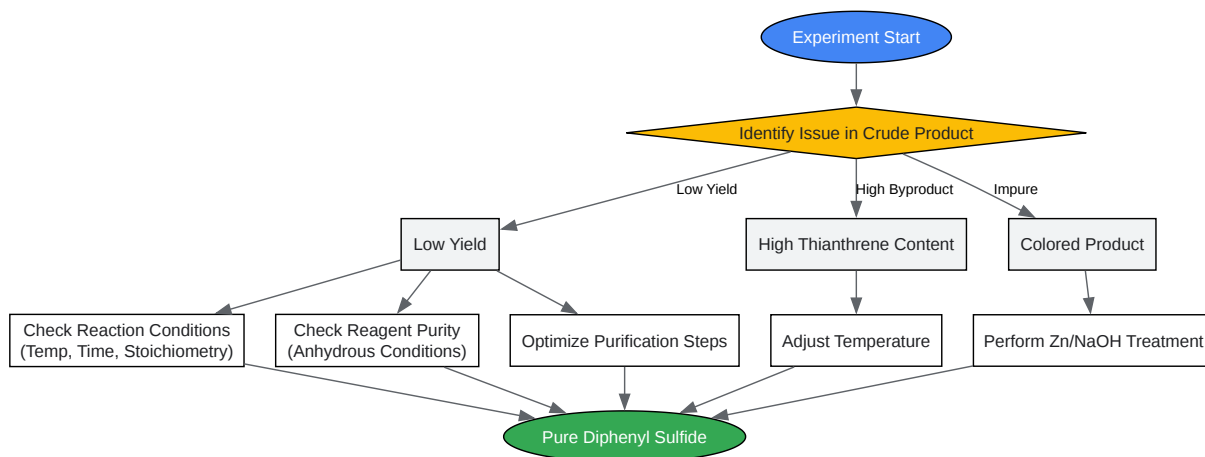 Experiment Start
Identify Issue in Crude Product
Low Yield
High Byproduct
Impure
Low Yield
High Thianthrene Content
Colored Product
Check Reaction Conditions
(Temp, Time, Stoichiometry)
Check Reagent Purity
(Anhydrous Conditions)
Optimize Purification Steps
Adjust Temperature
Perform Zn/NaOH Treatment
Pure Diphenyl Sulfide